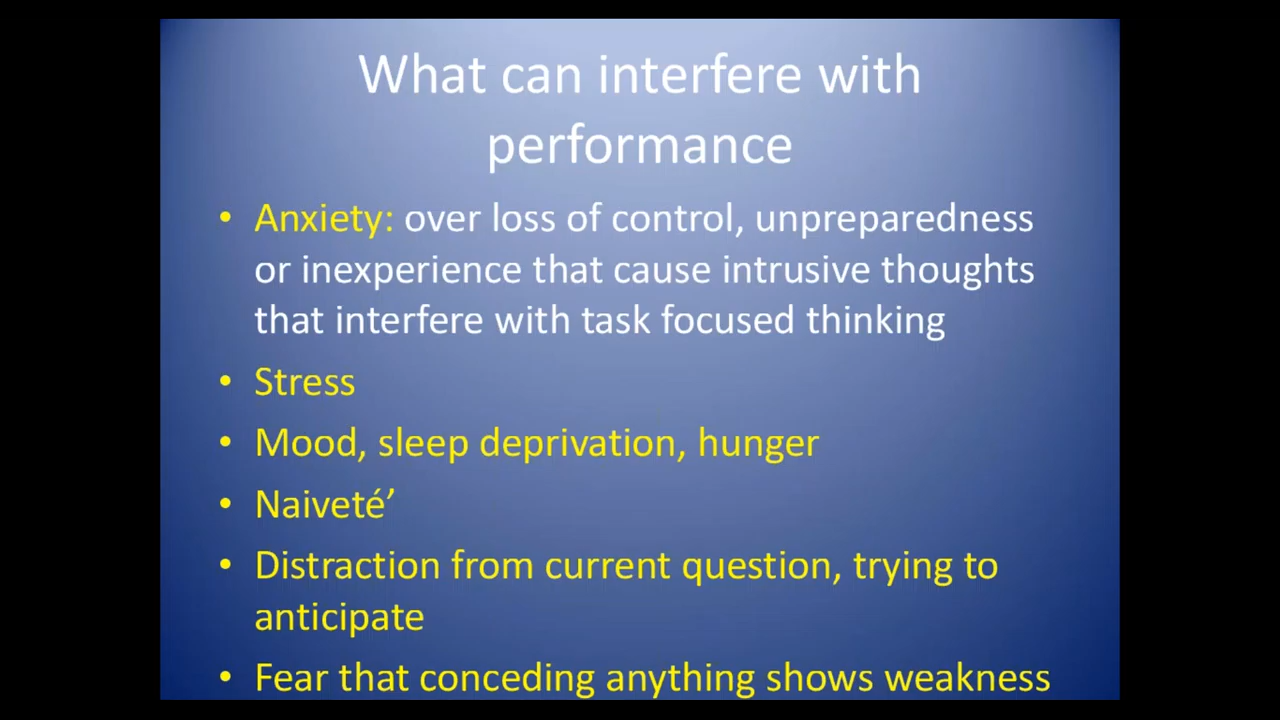 What can interfere with
performance
• Anxiety: over loss of control, unpreparedness
or inexperience that cause intrusive thoughts
that interfere with task focused thinking
• Stress
• Mood, sleep deprivation, hunger
• Naiveté’
• Distraction from current question, trying to
anticipate
• Fear that conceding anything shows weakness